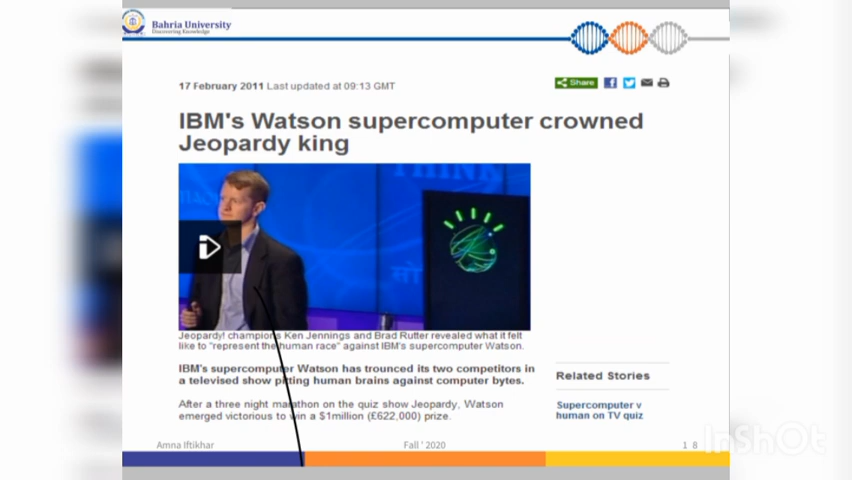 Bahria University
Discovering Knowledge
17 February 2011 Last updated at 09:13 GMT
Share
IBM's Watson supercomputer crowned
Jeopardy king
THINK
Jeopardy! champions Ken Jennings and Brad Rutter revealed what it felt
like to "represent the human race" against IBM's supercomputer Watson.
IBM's supercomputer Watson has trounced its two competitors in
a televised show pitting human brains against computer bytes.
After a three night marathon on the quiz show Jeopardy, Watson
emerged victorious to win a $1million (£622,000) prize.
Related Stories
Supercomputer v
human on TV quiz
Amna Iftikhar
Fall ' 2020
1 8
InShOt